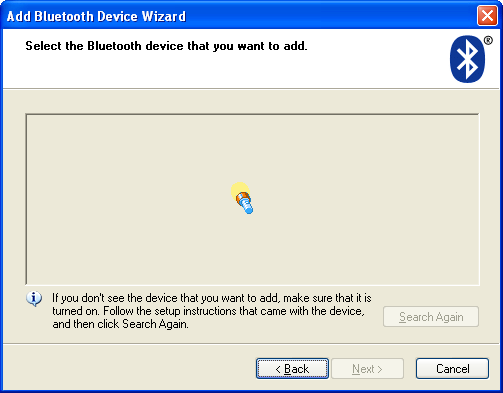 Add Bluetooth Device Wizard
Select the Bluetooth device that you want to add.
®
If you don't see the device that you want to add, make sure that it is
turned on. Follow the setup instructions that came with the device,
and then click Search Again.
Search Again
< Back
Next >
Cancel